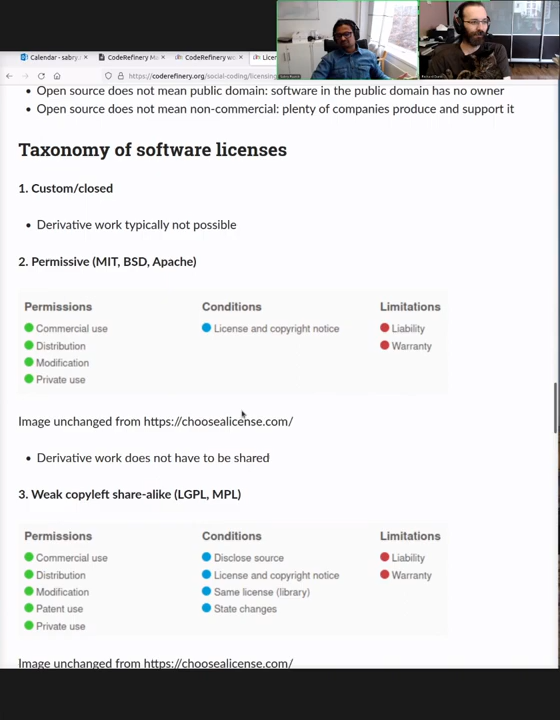 Calendar - sabry.
CodeRefinery Ma
CodeRefinery wo
Licen
https://coderefinery.org/social-coding/licensing
Open source does not mean public domain: software in the public domain has no owner
Open source does not mean non-commercial: plenty of companies produce and support it
Taxonomy of software licenses
1. Custom/closed
Derivative work typically not possible
2. Permissive (MIT, BSD, Apache)
Permissions Conditions Limitations
Commercial use License and copyright notice Liability
Distribution Warranty
Modification
Private use
Image unchanged from https://choosealicense.com/
Derivative work does not have to be shared
3. Weak copyleft share-alike (LGPL, MPL)
Permissions Conditions Limitations
Commercial use Disclose source Liability
Distribution License and copyright notice Warranty
Modification Same license (library)
Patent use State changes
Private use
Image unchanged from https://choosealicense.com/